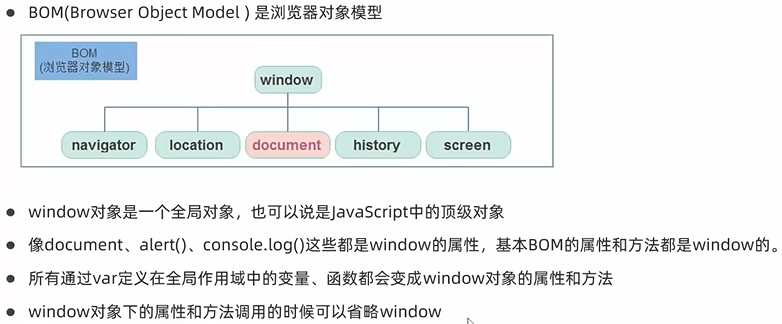 BOM(Browser Object Model ) 是浏览器对象模型
BOM
(浏览器对象模型)
window
navigator
location
document
history
screen
window对象是一个全局对象，也可以说是JavaScript中的顶级对象
像document、alert()、console.log()这些都是window的属性，基本BOM的属性和方法都是window的。
所有通过var定义在全局作用域中的变量、函数都会变成window对象的属性和方法
window对象下的属性和方法调用的时候可以省略window